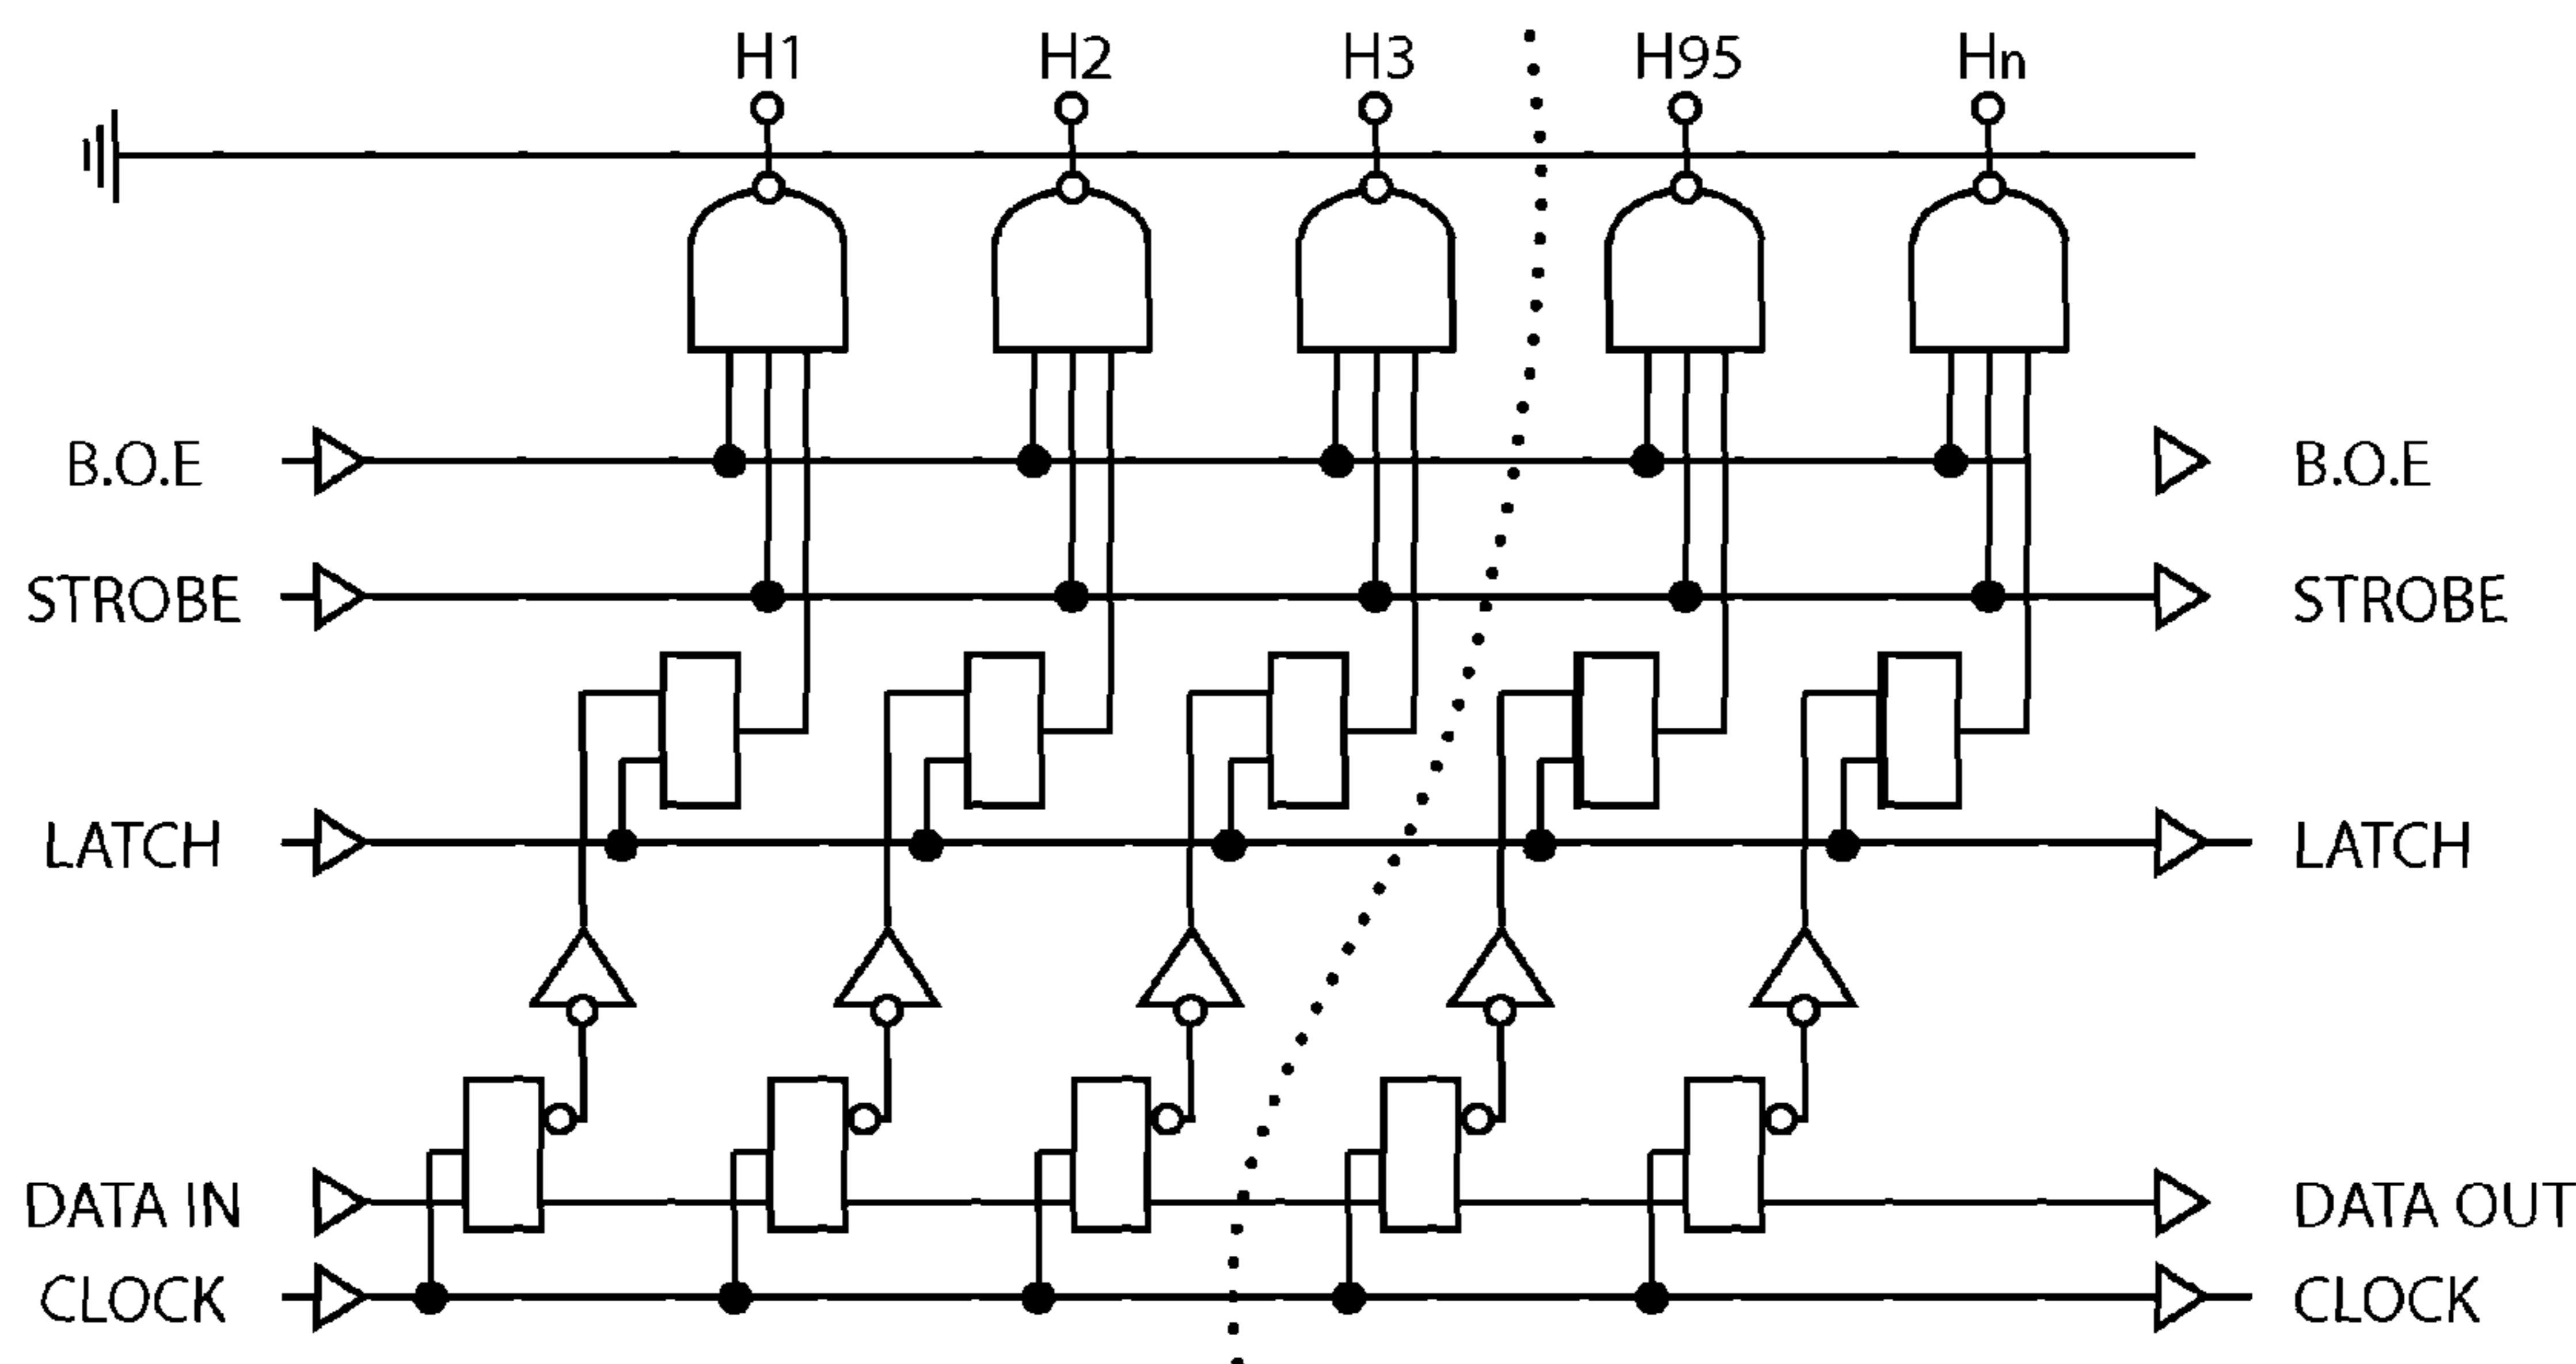 H1 H2 H3 H95 Hn
B.O.E B.O.E
STROBE STROBE
LATCH LATCH
DATA IN DATA OUT
CLOCK CLOCK